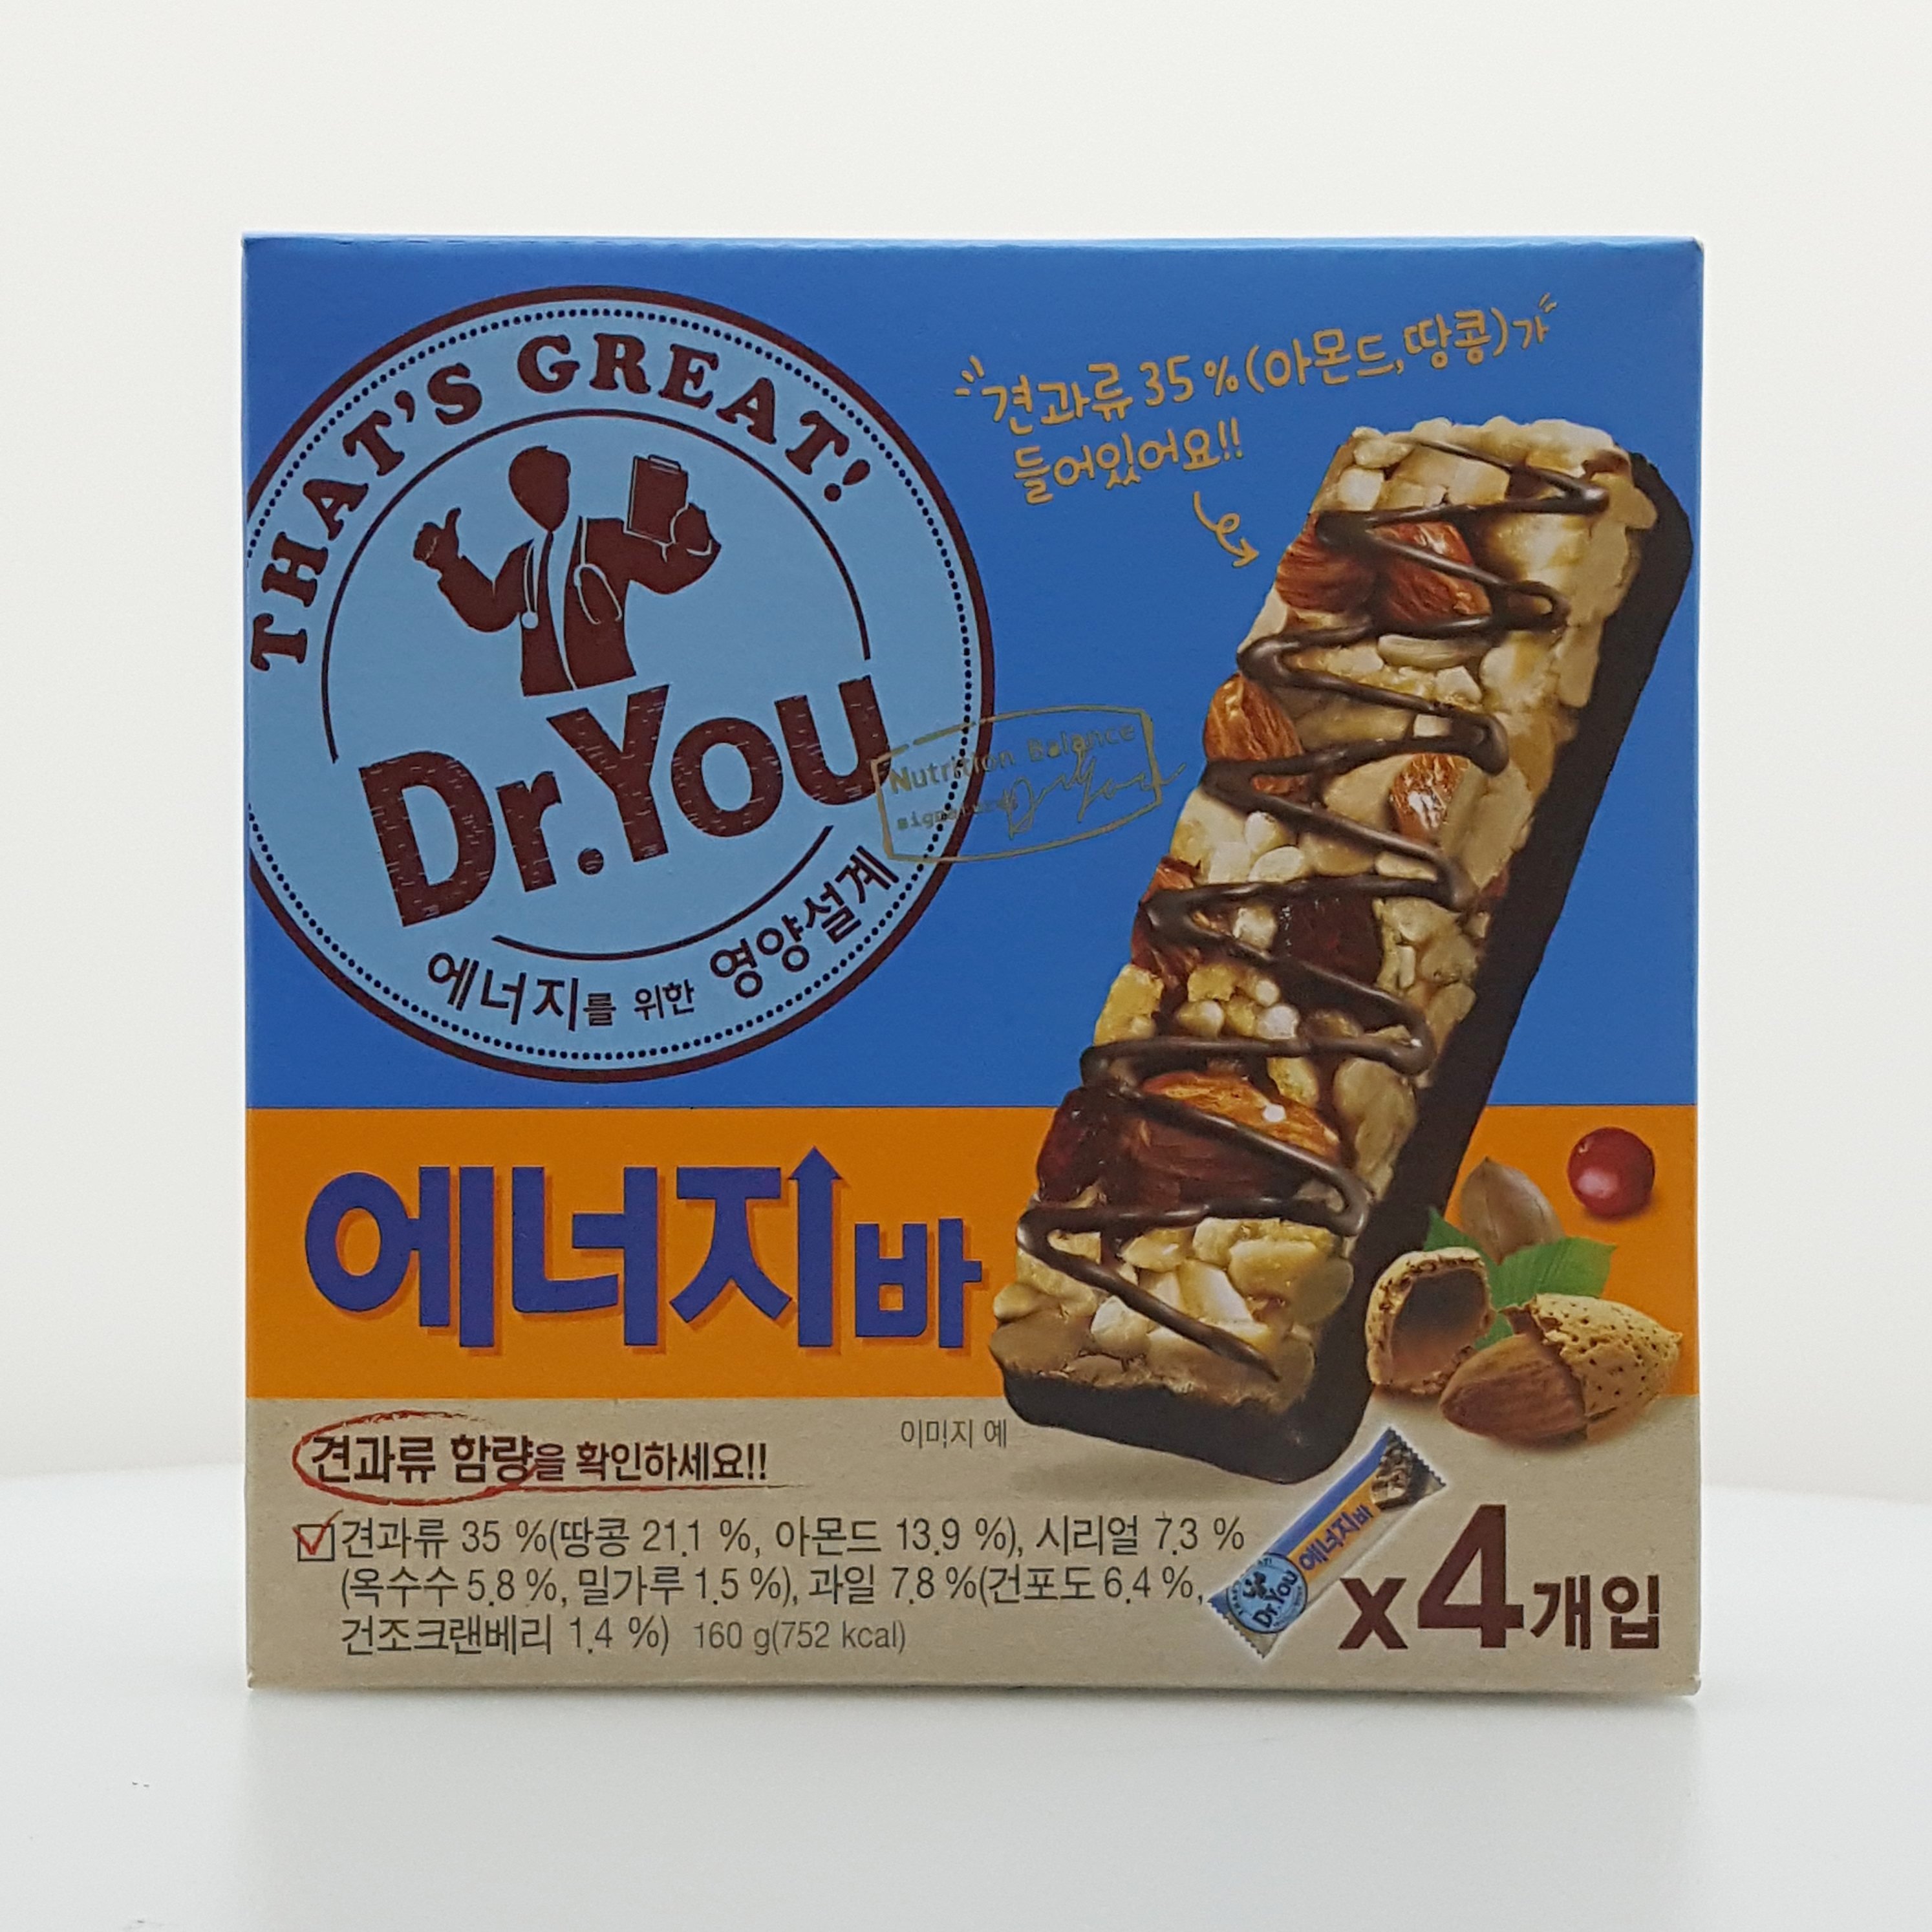 THAT'S GREAT!
Dr.You
에너지를 위한 영양설계
Nutrition Balance
signature Dr.You
견과류 35%(아몬드,땅콩)가
들어있어요!!
에너지바
이미지 예
견과류 함량을 확인하세요!!
견과류 35 %(땅콩 21.1 %, 아몬드 13.9 %), 시리얼 7.3 %
(옥수수 5.8 %, 밀가루 1.5 %), 과일 7.8 %(건포도 6.4 %,
건조크랜베리 1.4 %) 160 g(752 kcal)
Dr.You
에너지바
x4개입